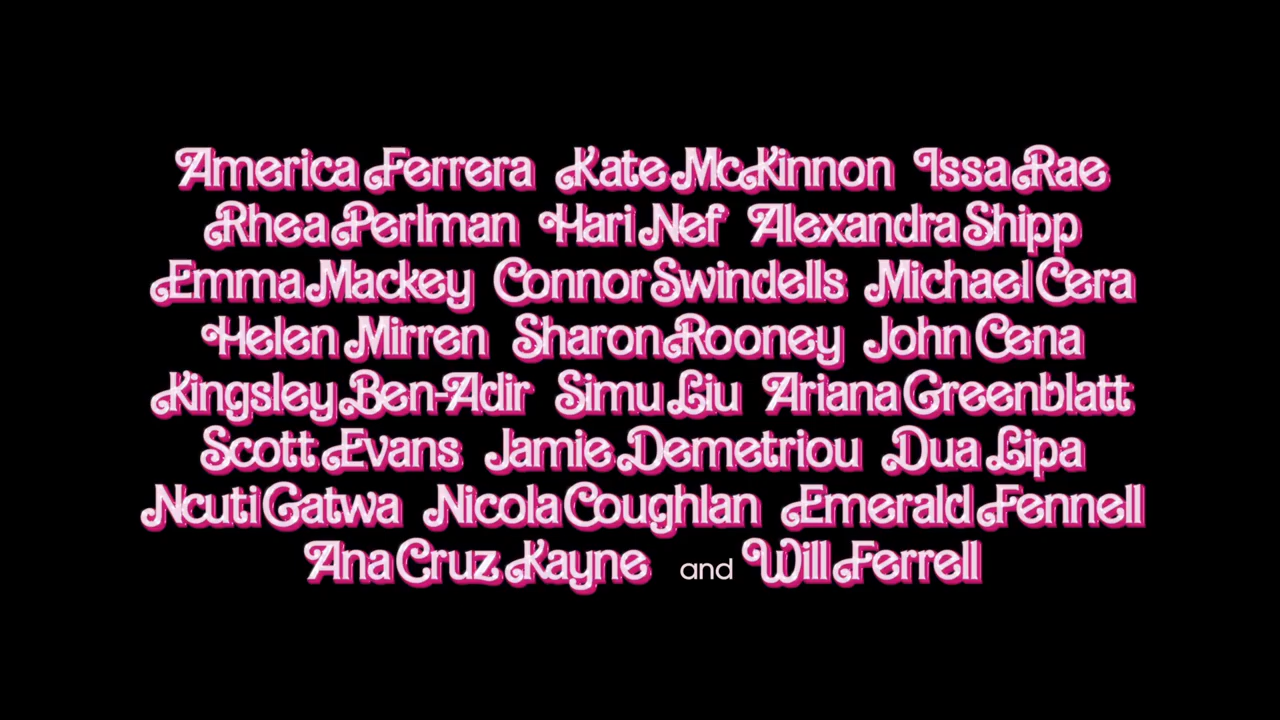 America Ferrera Kate McKinnon Issa Rae
Rhea Perlman Hari Nef Alexandra Shipp
Emma Mackey Connor Swindells Michael Cera
Helen Mirren Sharon Rooney John Cena
Kingsley Ben-Adir Simu Liu Ariana Greenblatt
Scott Evans Jamie Demetriou Dua Lipa
Ncuti Gatwa Nicola Coughlan Emerald Fennell
Ana Cruz Kayne and Will Ferrell